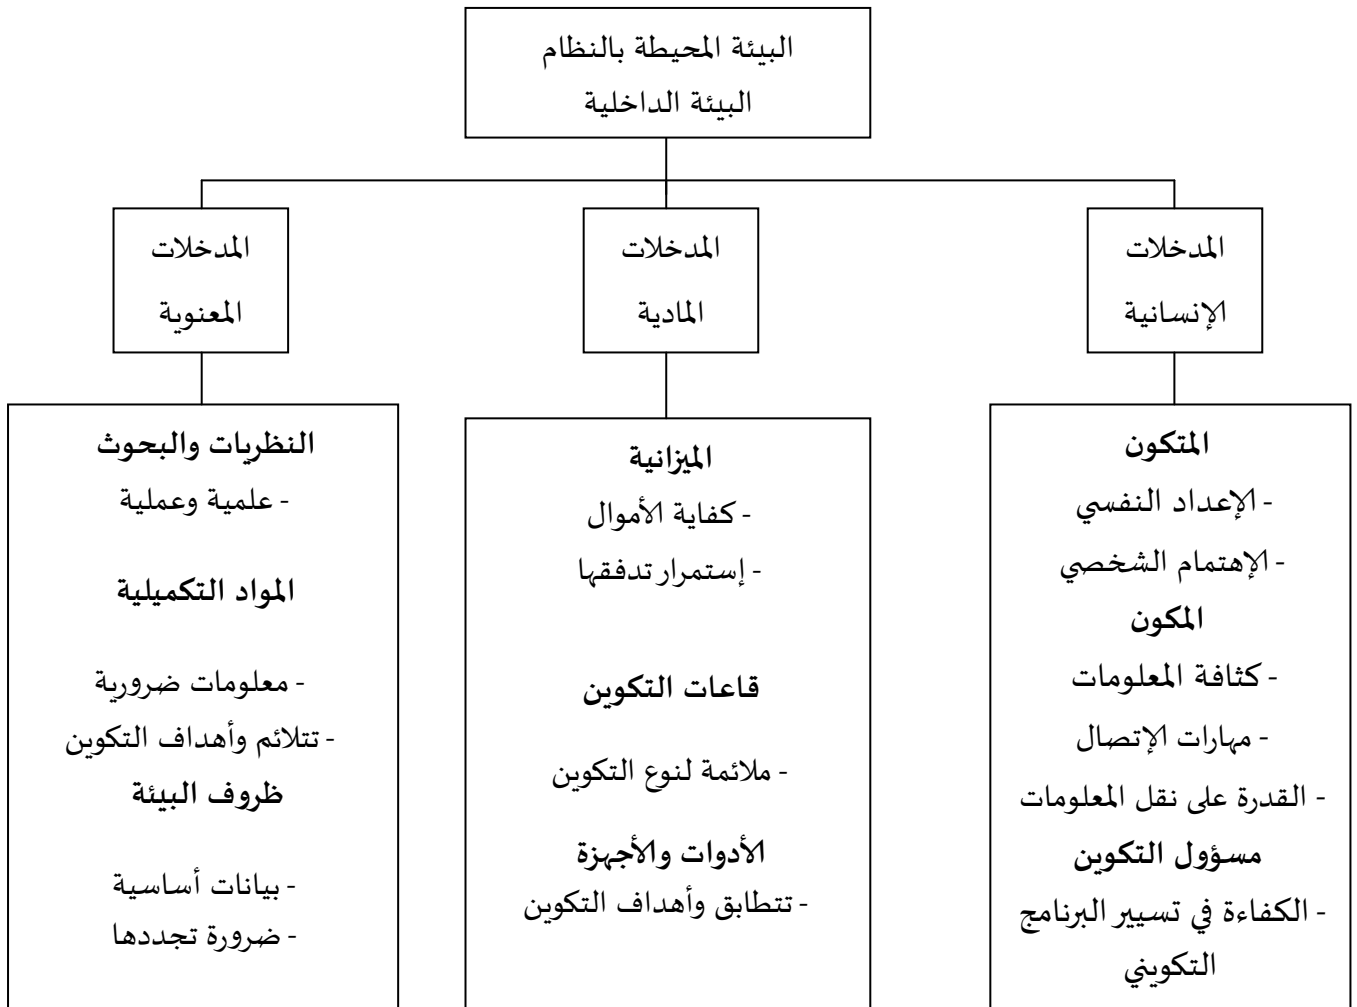 البيئة المحيطة بالنظام
البيئة الداخلية
المدخلات
الإنسانية
المدخلات
المادية
المدخلات
المعنوية
المتكون
- الإعداد النفسي
- الإهتمام الشخصي
المكون
- كثافة المعلومات
- مهارات الإتصال
- القدرة على نقل المعلومات
مسؤول التكوين
- الكفاءة في تسيير البرنامج
التكويني
الميزانية
- كفاية الأموال
- إستمرار تدفقها
قاعات التكوين
- ملائمة لنوع التكوين
الأدوات والأجهزة
- تتطابق وأهداف التكوين
النظريات والبحوث
- علمية وعملية
المواد التكميلية
- معلومات ضرورية
- تتلائم وأهداف التكوين
ظروف البيئة
- بيانات أساسية
- ضرورة تجددها